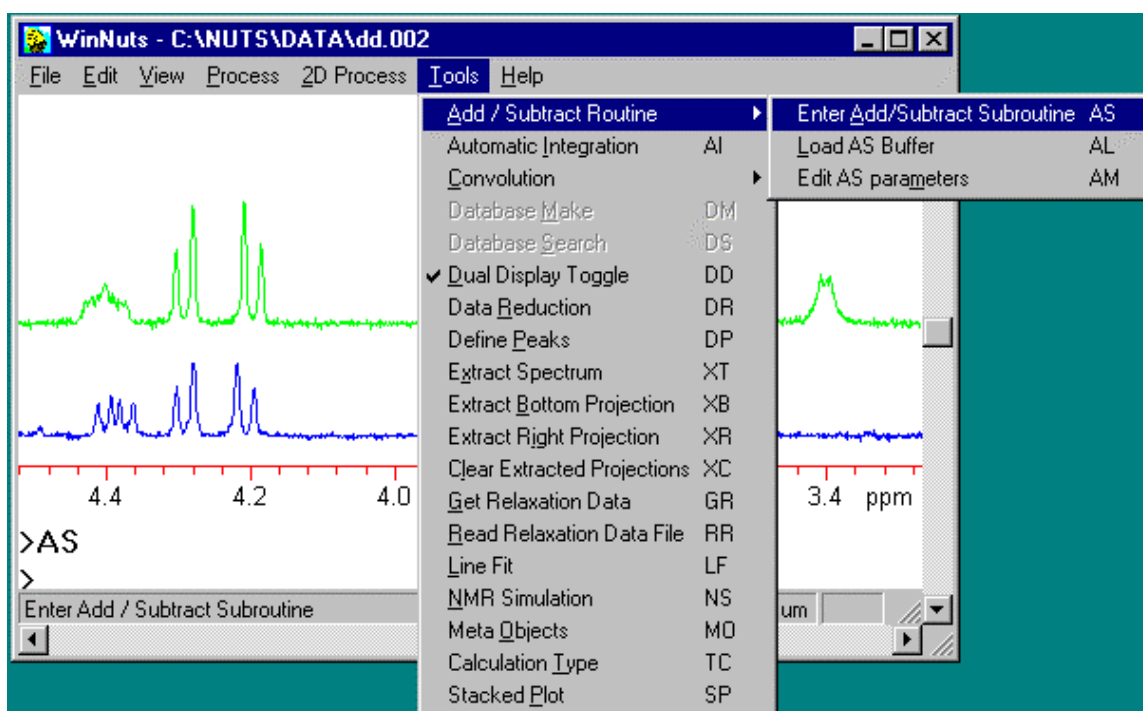 WinNuts - C:\NUTS\DATA\dd.002
File Edit View Process 2D Process Tools Help
Add / Subtract Routine
Enter Add/Subtract Subroutine AS
Automatic Integration AI
Load AS Buffer AL
Convolution
Edit AS parameters AM
Database Make DM
Database Search DS
Dual Display Toggle DD
Data Reduction DR
Define Peaks DP
Extract Spectrum XT
Extract Bottom Projection XB
Extract Right Projection XR
Clear Extracted Projections XC
Get Relaxation Data GR
Read Relaxation Data File RR
Line Fit LF
NMR Simulation NS
Meta Objects MO
Calculation Type TC
Stacked Plot SP
4.4 4.2 4.0 3.4 ppm
>AS
>
Enter Add / Subtract Subroutine um